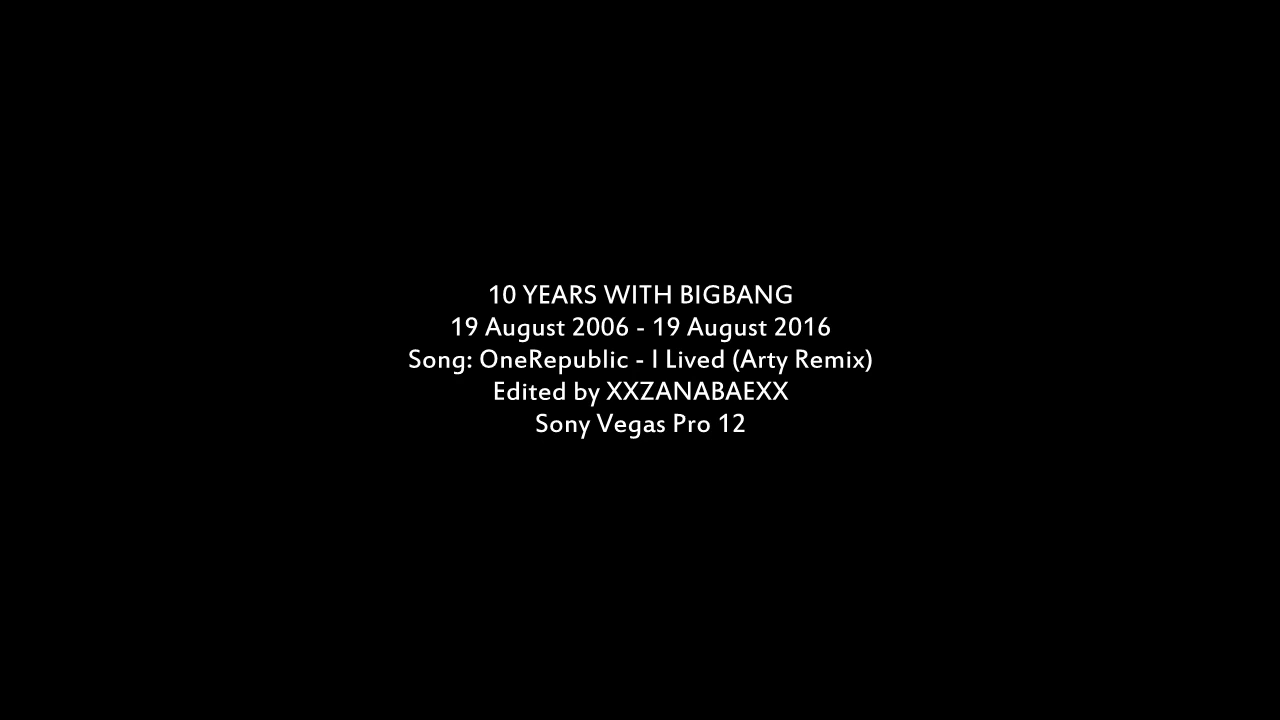 10 YEARS WITH BIGBANG
19 August 2006 - 19 August 2016
Song: OneRepublic - I Lived (Arty Remix)
Edited by XXZANABAEXX
Sony Vegas Pro 12